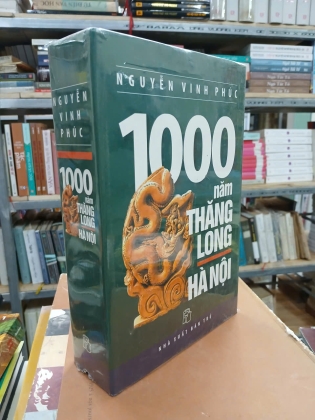 NGUYỄN VINH PHÚC
1000
năm
THĂNG
LONG
HÀ NỘI
NHÀ XUẤT BẢN TRẺ
NGUYỄN
VINH
PHÚC
1000
năm
THĂNG
LONG
HÀ NỘI